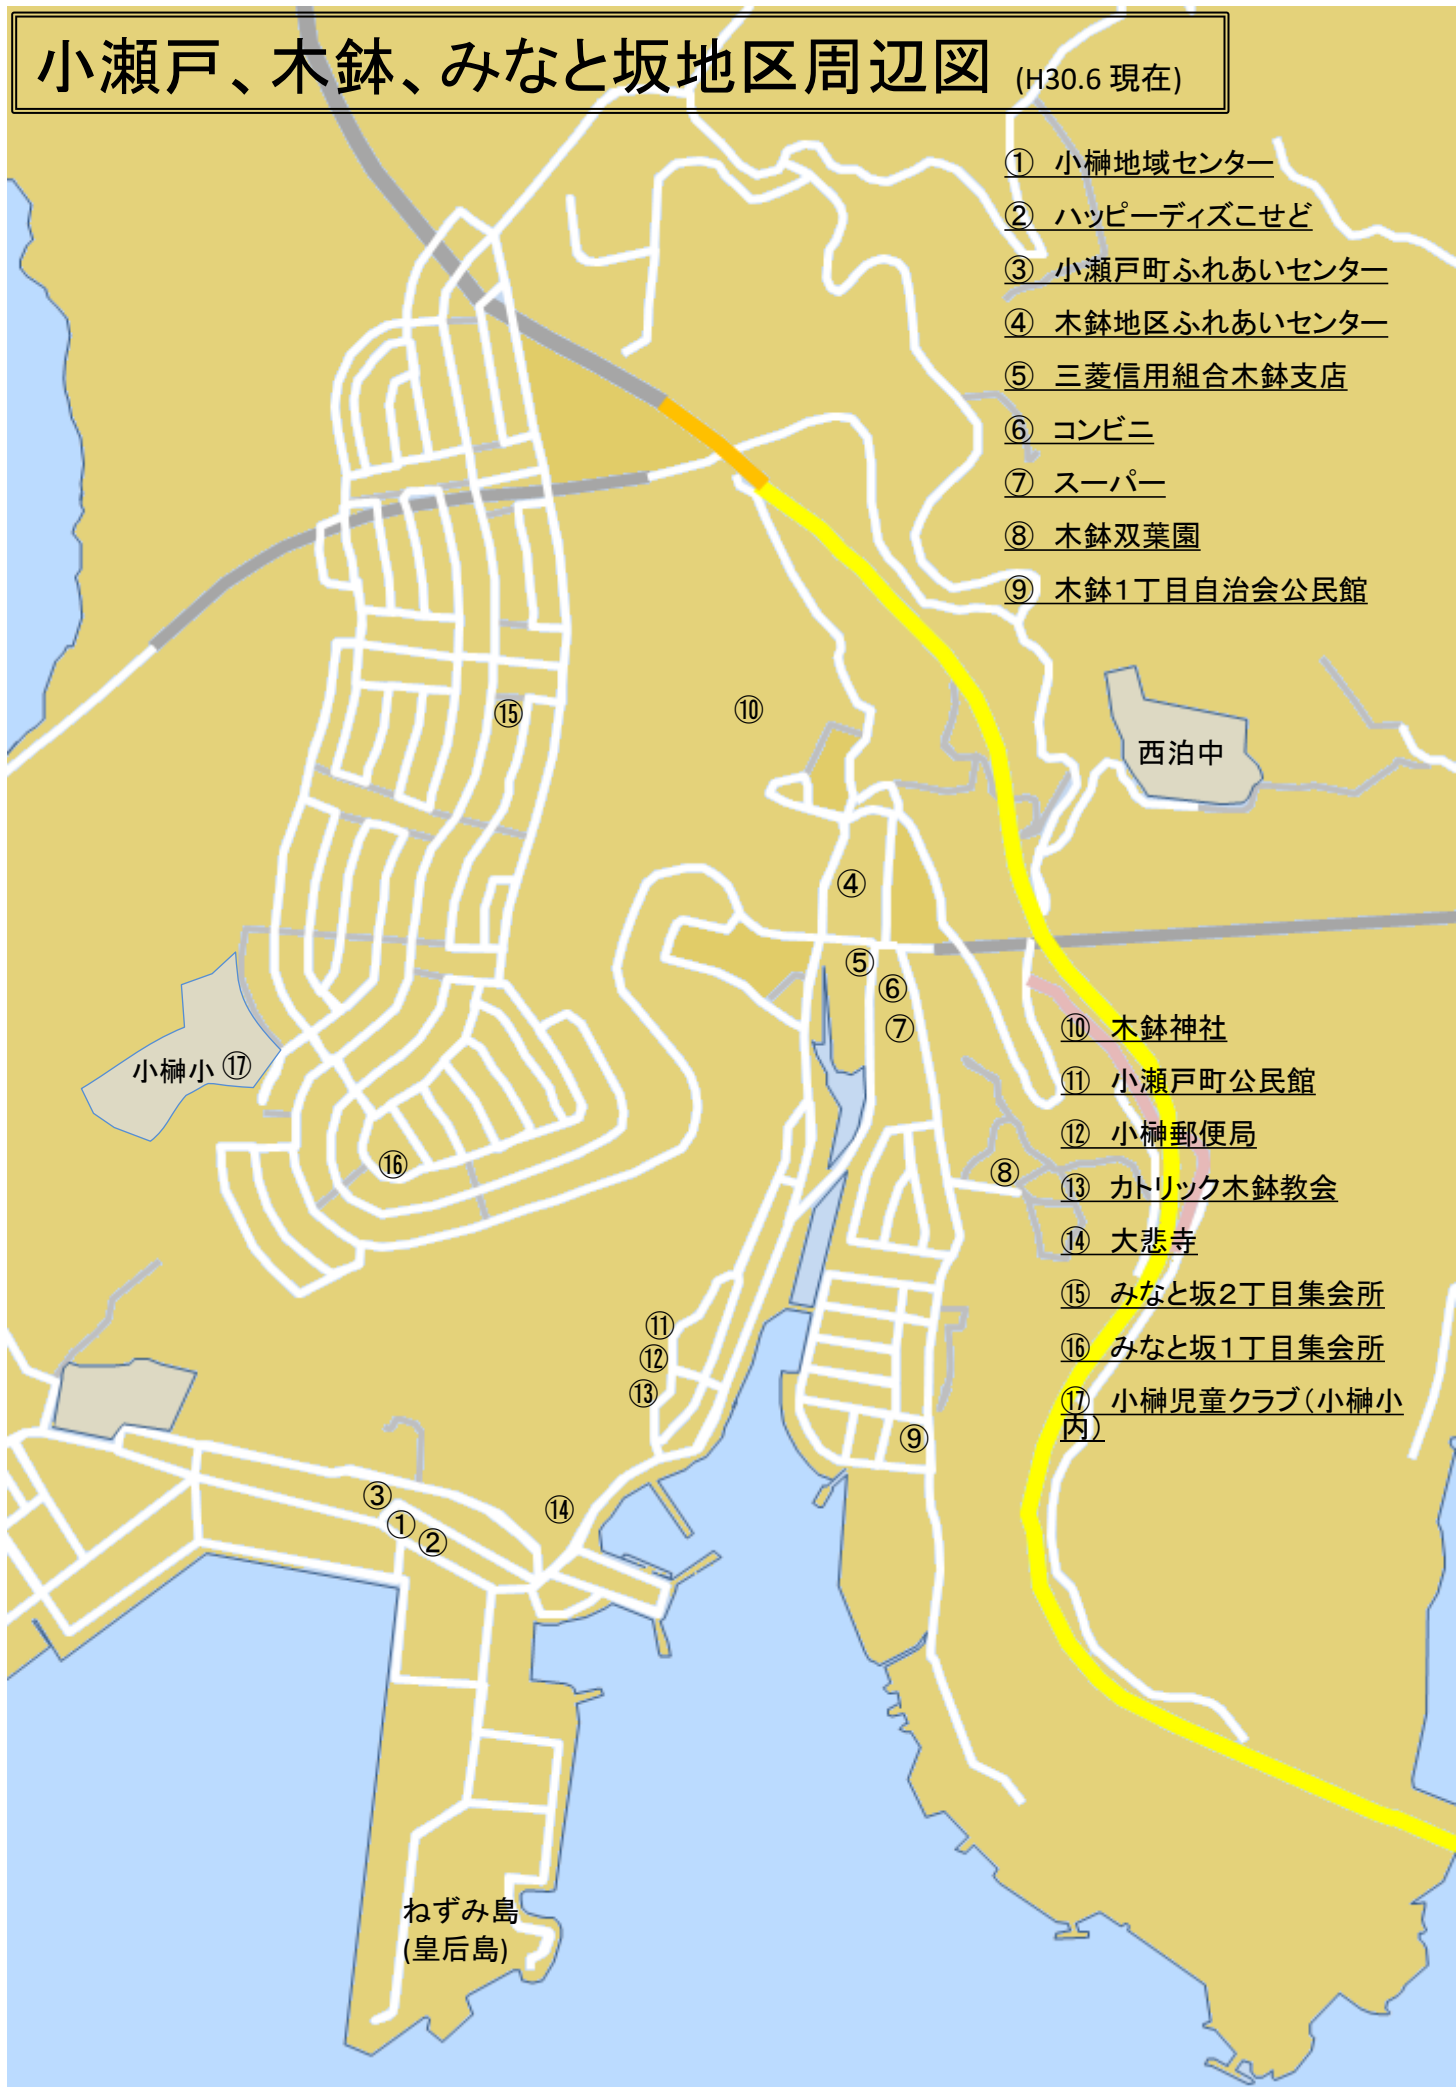 小瀬戸、木鉢、みなと坂地区周辺図 (H30.6 現在)
① 小榊地域センター
② ハッピーディズこせど
③ 小瀬戸町ふれあいセンター
④ 木鉢地区ふれあいセンター
⑤ 三菱信用組合木鉢支店
⑥ コンビニ
⑦ スーパー
⑧ 木鉢双葉園
⑨ 木鉢1丁目自治会公民館
⑮
⑩
西泊中
④
⑤
⑥
⑦
小榊小 ⑰
⑯
⑧
⑩ 木鉢神社
⑪ 小瀬戸町公民館
⑫ 小榊郵便局
⑬ カトリック木鉢教会
⑭ 大悲寺
⑮ みなと坂2丁目集会所
⑯ みなと坂1丁目集会所
⑰ 小榊児童クラブ(小榊小
内)
⑪
⑫
⑬
⑨
③
①
②
⑭
ねずみ島
(皇后島)